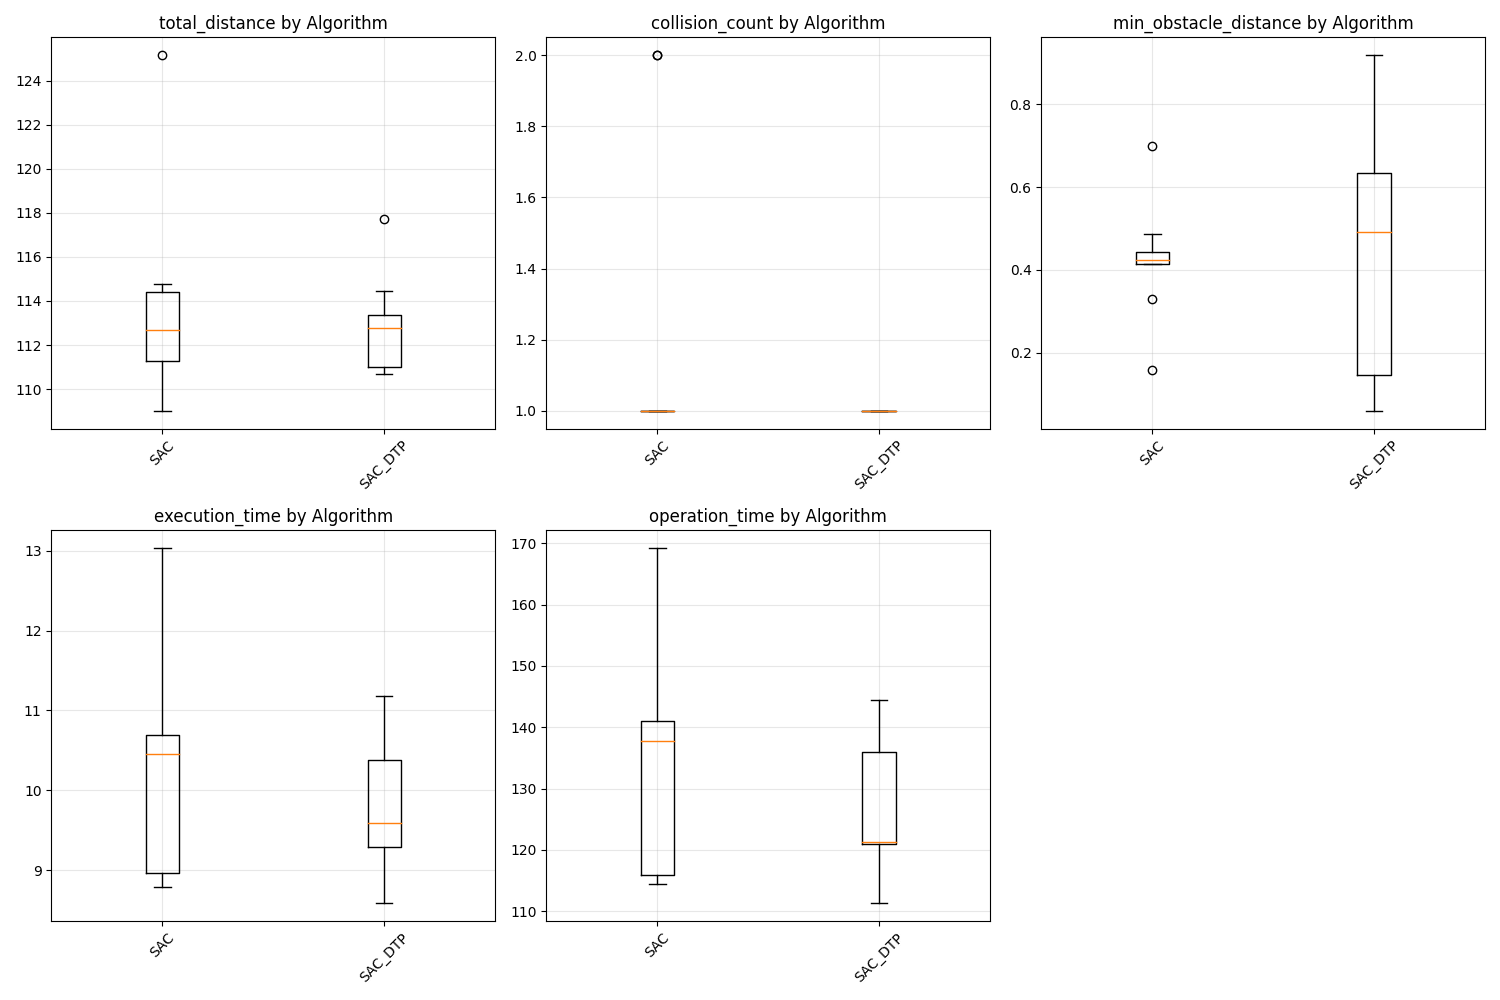 total_distance by Algorithm
124
122
120
118
116
114
112
110
SAC
SAC_DTP
collision_count by Algorithm
2.0
1.8
1.6
1.4
1.2
1.0
SAC
SAC_DTP
min_obstacle_distance by Algorithm
0.8
0.6
0.4
0.2
SAC
SAC_DTP
execution_time by Algorithm
13
12
11
10
9
SAC
SAC_DTP
operation_time by Algorithm
170
160
150
140
130
120
110
SAC
SAC_DTP